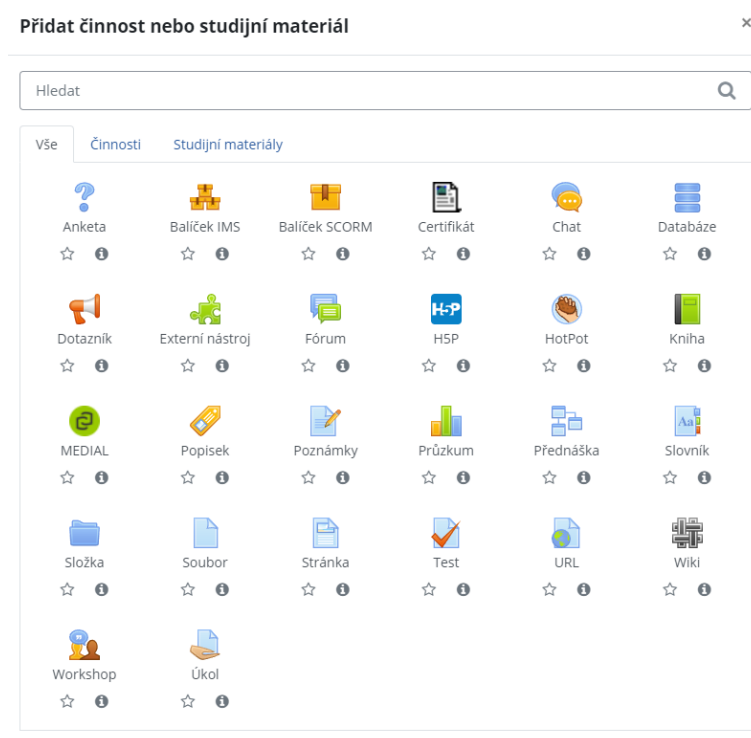 Přidat činnost nebo studijní materiál
×
Hledat
Vše Činnosti Studijní materiály
Anketa Balíček IMS Balíček SCORM Certifikát Chat Databáze
Dotazník Externí nástroj Fórum H5P HotPot Kniha
MEDIAL Popisek Poznámky Průzkum Přednáška Slovník
Složka Soubor Stránka Test URL Wiki
Workshop Úkol